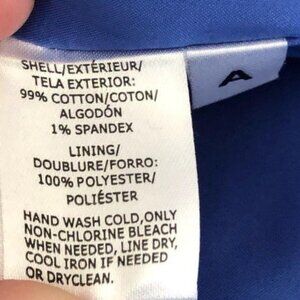 SHELL/EXTÉRIEUR/
TELA EXTERIOR:
99% COTTON/COTON/
ALGODÓN
1% SPANDEX
LINING/
DOUBLURE/FORRO:
100% POLYESTER/
POLIÉSTER
HAND WASH COLD,ONLY
NON-CHLORINE BLEACH
WHEN NEEDED, LINE DRY,
COOL IRON IF NEEDED
OR DRYCLEAN.
A